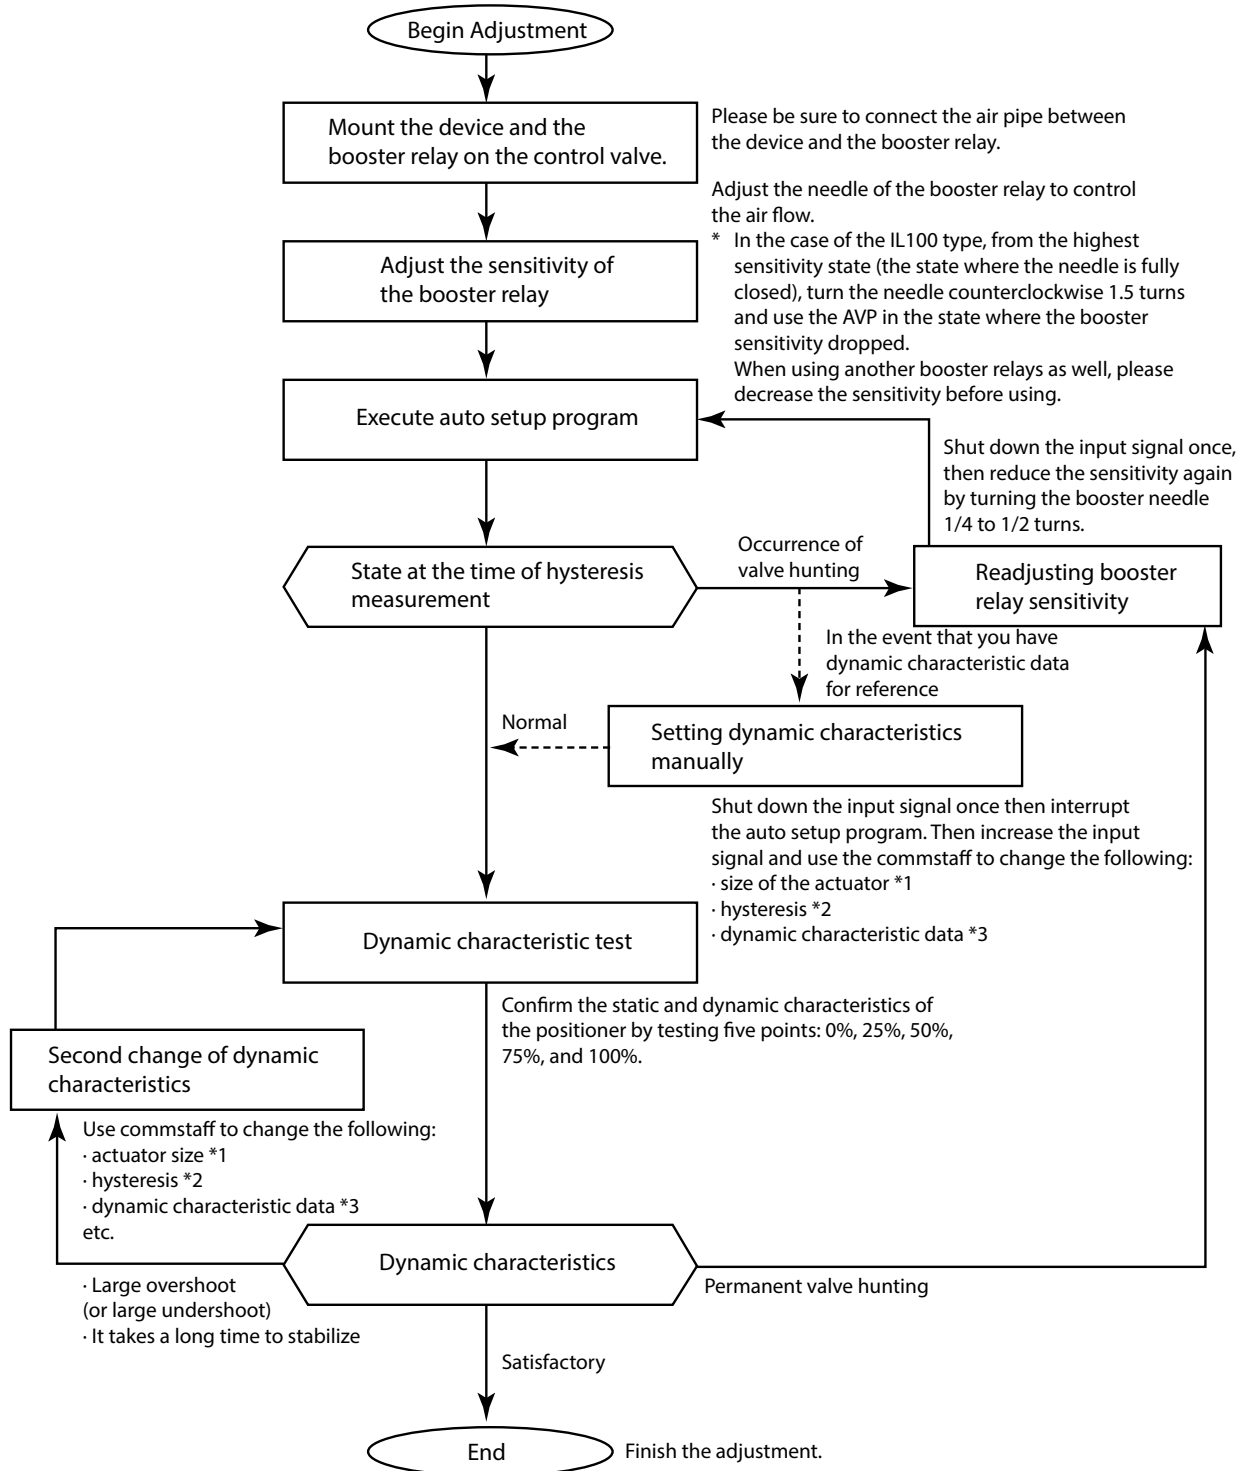 Begin Adjustment
Mount the device and the
booster relay on the control valve.
Please be sure to connect the air pipe between
the device and the booster relay.
Adjust the sensitivity of
the booster relay
Adjust the needle of the booster relay to control
the air flow.
* In the case of the IL100 type, from the highest
sensitivity state (the state where the needle is fully
closed), turn the needle counterclockwise 1.5 turns
and use the AVP in the state where the booster
sensitivity dropped.
When using another booster relays as well, please
decrease the sensitivity before using.
Execute auto setup program
Shut down the input signal once,
then reduce the sensitivity again
by turning the booster needle
1/4 to 1/2 turns.
State at the time of hysteresis
measurement
Occurrence of
valve hunting
Readjusting booster
relay sensitivity
In the event that you have
dynamic characteristic data
for reference
Normal
Setting dynamic characteristics
manually
Shut down the input signal once then interrupt
the auto setup program. Then increase the input
signal and use the commstaff to change the following:
· size of the actuator *1
· hysteresis *2
· dynamic characteristic data *3
Dynamic characteristic test
Confirm the static and dynamic characteristics of
the positioner by testing five points: 0%, 25%, 50%,
75%, and 100%.
Second change of dynamic
characteristics
Use commstaff to change the following:
· actuator size *1
· hysteresis *2
· dynamic characteristic data *3
etc.
Dynamic characteristics
· Large overshoot
(or large undershoot)
· It takes a long time to stabilize
Permanent valve hunting
Satisfactory
End
Finish the adjustment.